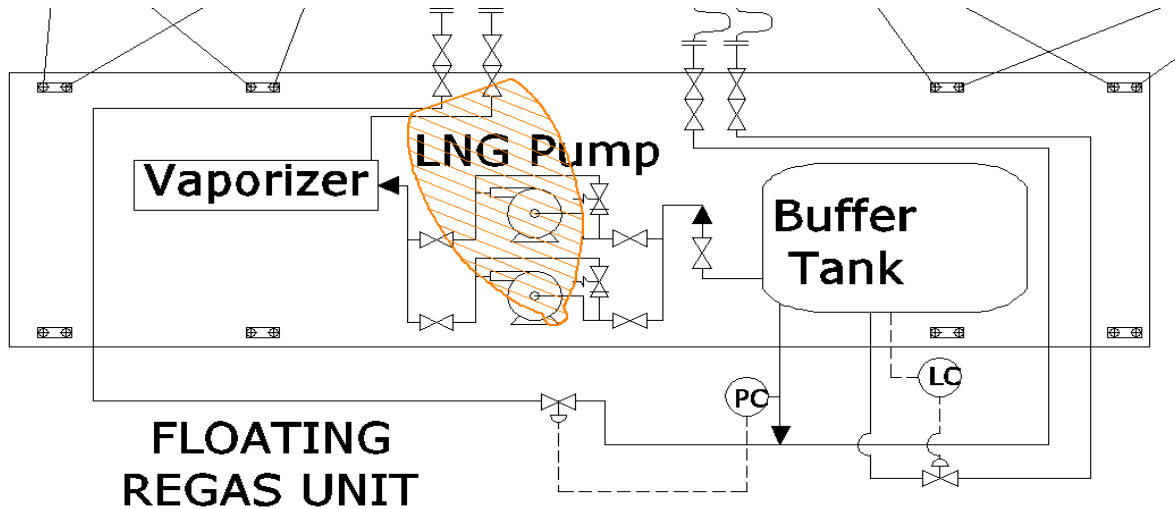 LNG Pump
Vaporizer
Buffer
Tank
PC
LC
FLOATING
REGAS UNIT